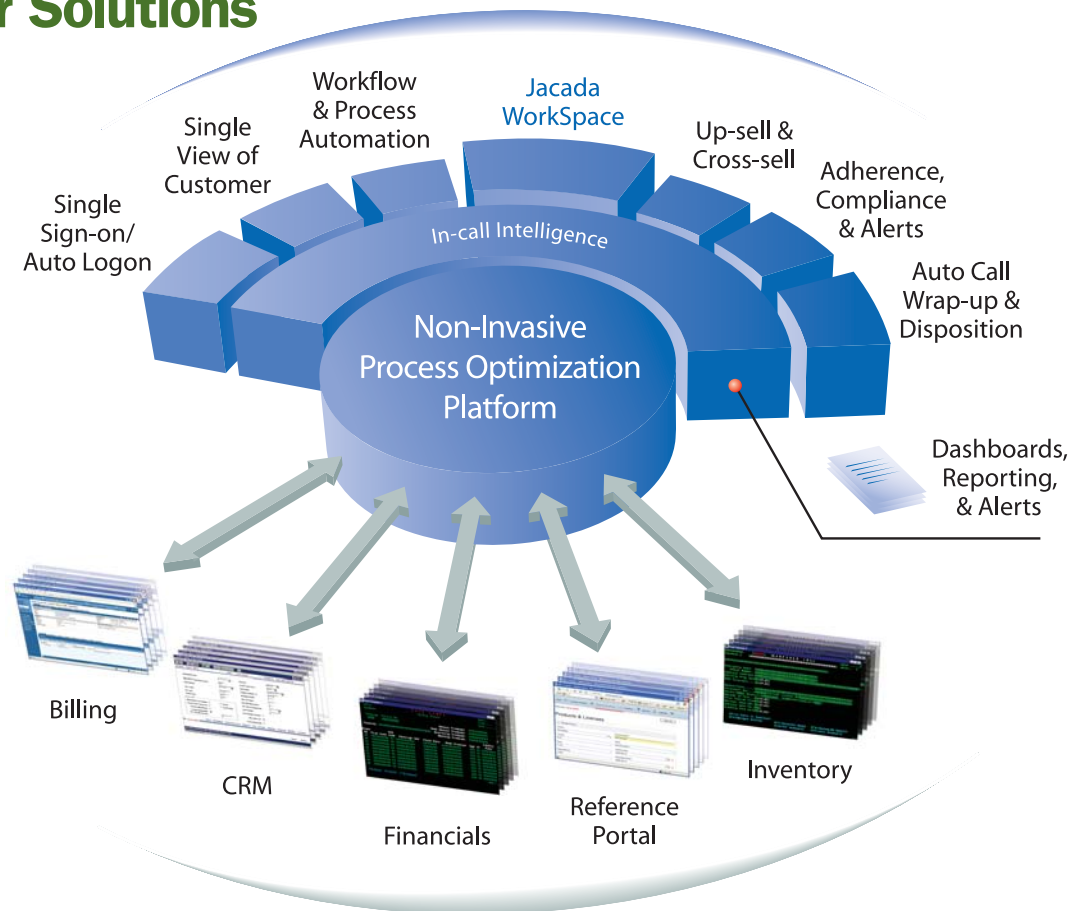 r Solutions
Workflow
& Process
Automation
Jacada
WorkSpace
Single
View of
Customer
Up-sell &
Cross-sell
Single
Sign-on/
Auto Logon
Adherence,
Compliance
& Alerts
In-call Intelligence
Auto Call
Wrap-up &
Disposition
Non-Invasive
Process Optimization
Platform
Dashboards,
Reporting,
& Alerts
Billing
CRM
Financials
Products & Licenses
Reference
Portal
Inventory